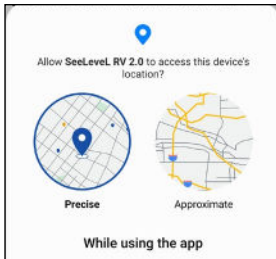 Allow SeeLeveL RV 2.0 to access this device's
location?
Precise
Approximate
While using the app